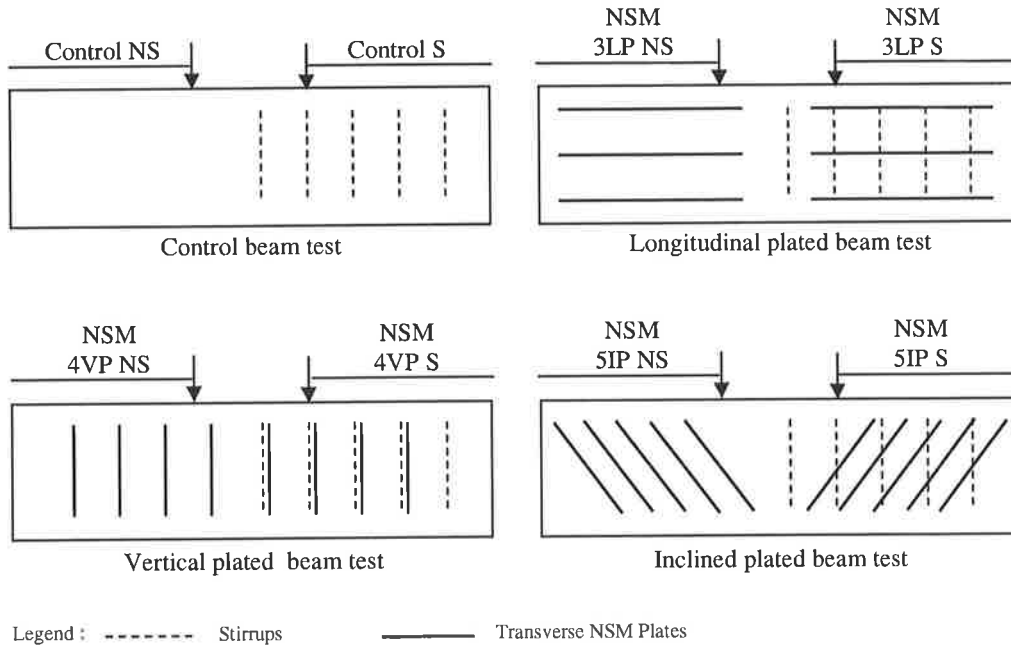 Control NS
Control S
Control beam test
NSM
3LP NS
NSM
3LP S
Longitudinal plated beam test
NSM
4VP NS
NSM
4VP S
Vertical plated beam test
NSM
5IP NS
NSM
5IP S
Inclined plated beam test
Legend : Stirrups Transverse NSM Plates